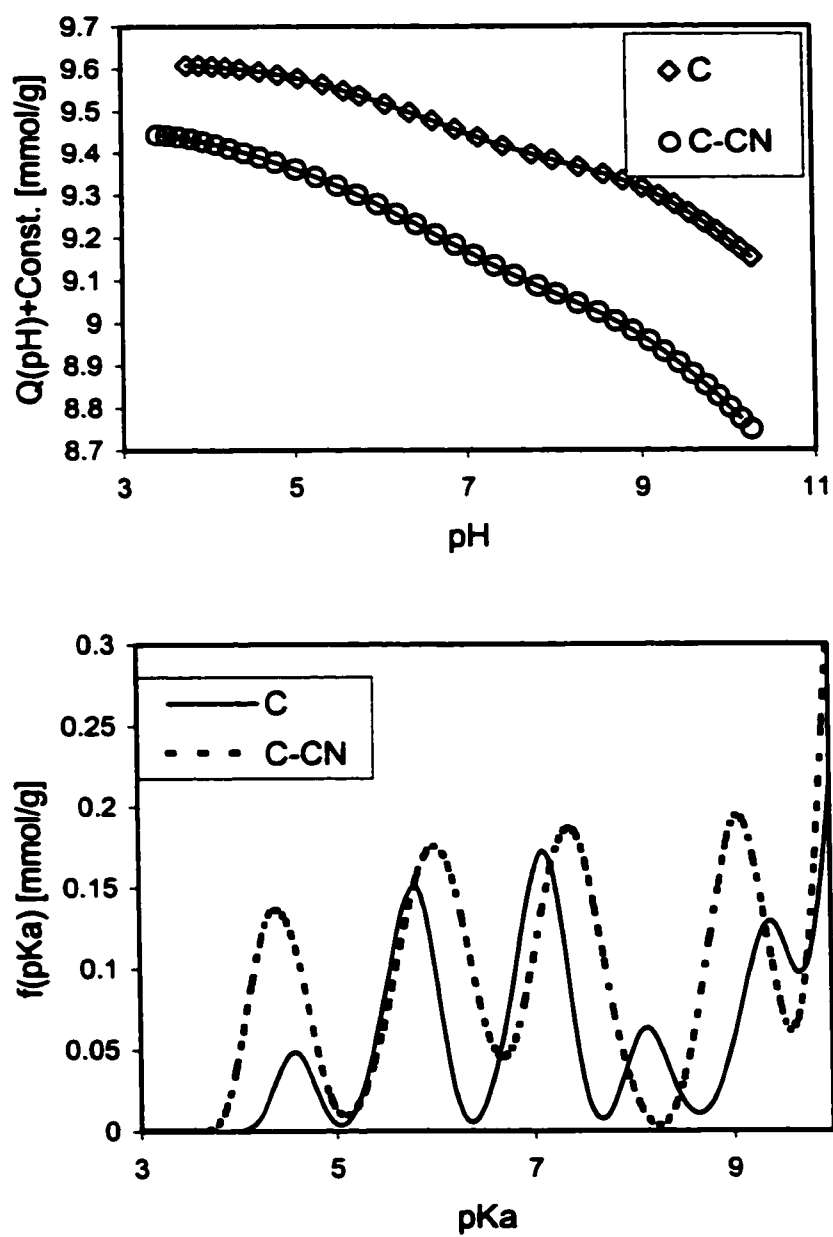 Q(pH)+Const. [mmol/g]
9.7
9.6
9.5
9.4
9.3
9.2
9.1
9
8.9
8.8
8.7
C
C-CN
3 5 7 9 11
pH
f(pKa) [mmol/g]
0.3
0.25
0.2
0.15
0.1
0.05
0
C
C-CN
3 5 7 9
pKa